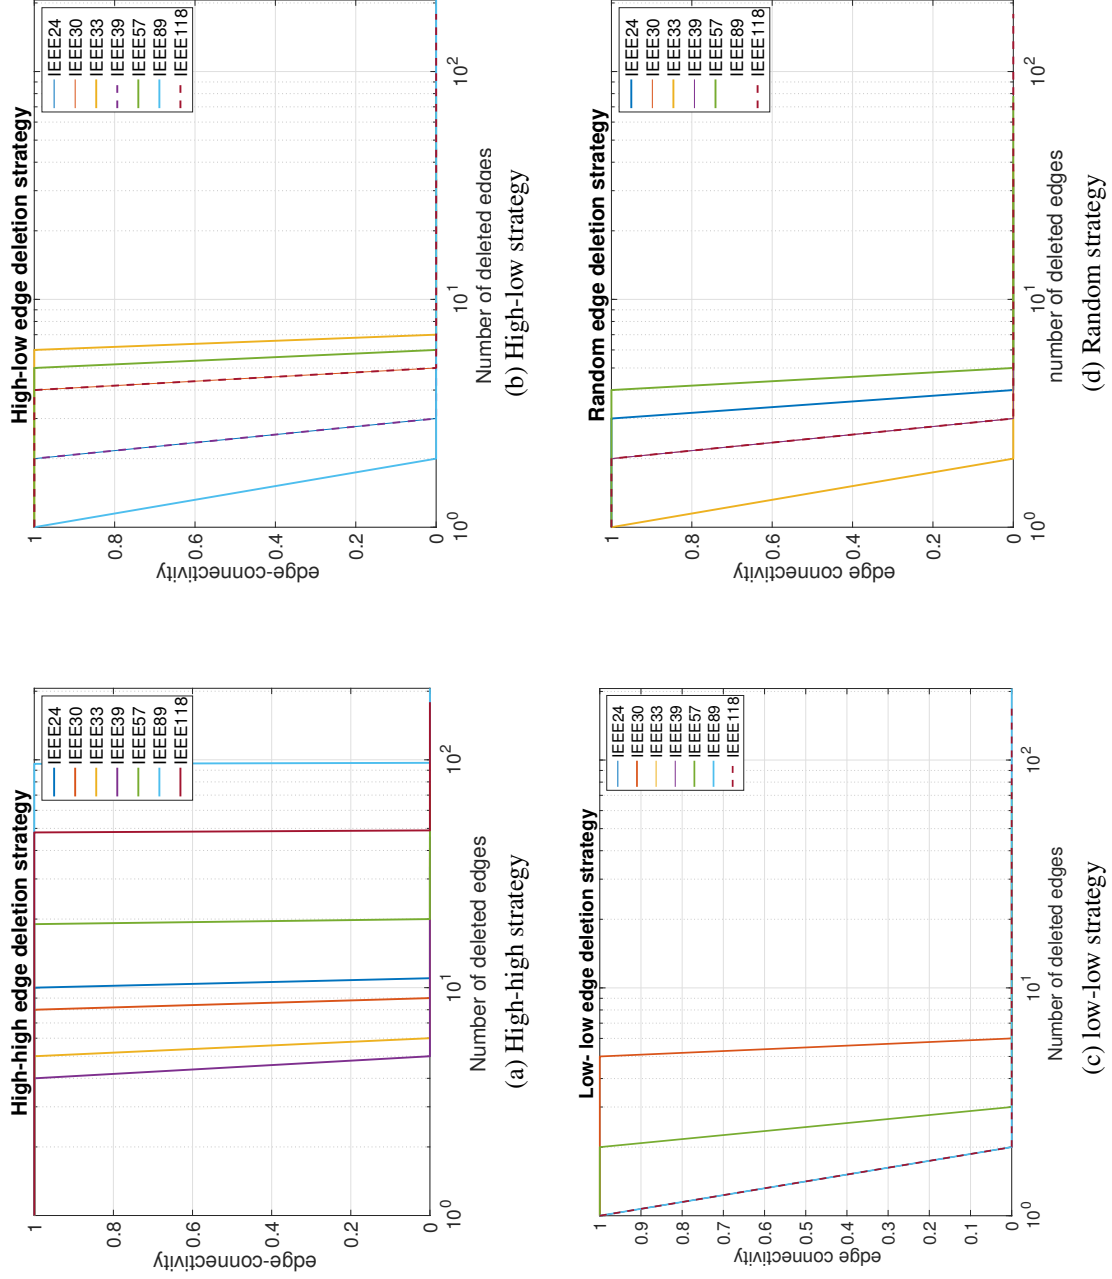 High-high edge deletion strategy
edge-connectivity
1
0.8
0.6
0.4
0.2
0
10^0
10^1
10^2
IEEE24
IEEE30
IEEE33
IEEE39
IEEE57
IEEE89
IEEE118
Number of deleted edges
(a) High-high strategy
High-low edge deletion strategy
edge-connectivity
1
0.8
0.6
0.4
0.2
0
10^0
10^1
10^2
IEEE24
IEEE30
IEEE33
IEEE39
IEEE57
IEEE89
IEEE118
Number of deleted edges
(b) High-low strategy
Low- low edge deletion strategy
edge connectivity
1
0.9
0.8
0.7
0.6
0.5
0.4
0.3
0.2
0.1
0
10^0
10^1
10^2
IEEE24
IEEE30
IEEE33
IEEE39
IEEE57
IEEE89
IEEE118
Number of deleted edges
(c) low-low strategy
Random edge deletion strategy
edge connectivity
1
0.8
0.6
0.4
0.2
0
10^0
10^1
10^2
IEEE24
IEEE30
IEEE33
IEEE39
IEEE57
IEEE89
IEEE118
number of deleted edges
(d) Random strategy